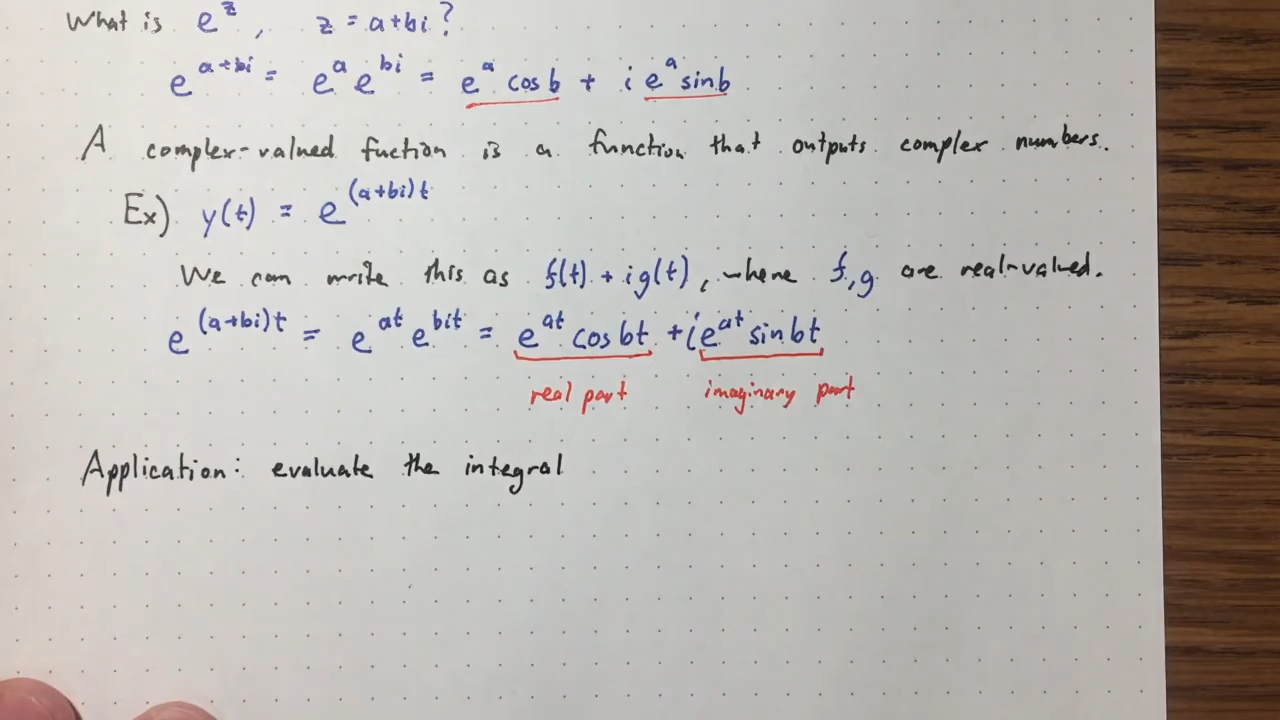 What is e^z, z = a+bi?
e^{a+bi} = e^a e^{bi} = e^a cos b + i e^a sin b
A complex-valued fuction is a function that outputs complex numbers.
Ex) y(t) = e^{(a+bi)t}
We can write this as f(t) + ig(t), where f,g are real-valued.
e^{(a+bi)t} = e^{at} e^{bit} = e^{at} cos bt + i e^{at} sin bt
real part imaginary part
Application: evaluate the integral